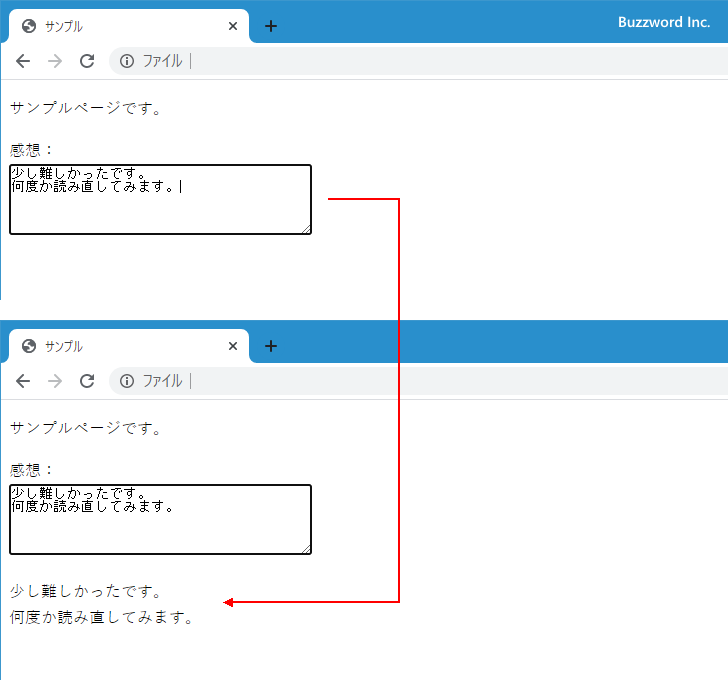 サンプル
Buzzword Inc.
ファイル
サンプルページです。
感想：
少し難しかったです。
何度か読み直してみます。
サンプル
ファイル
サンプルページです。
感想：
少し難しかったです。
何度か読み直してみます。
少し難しかったです。
何度か読み直してみます。